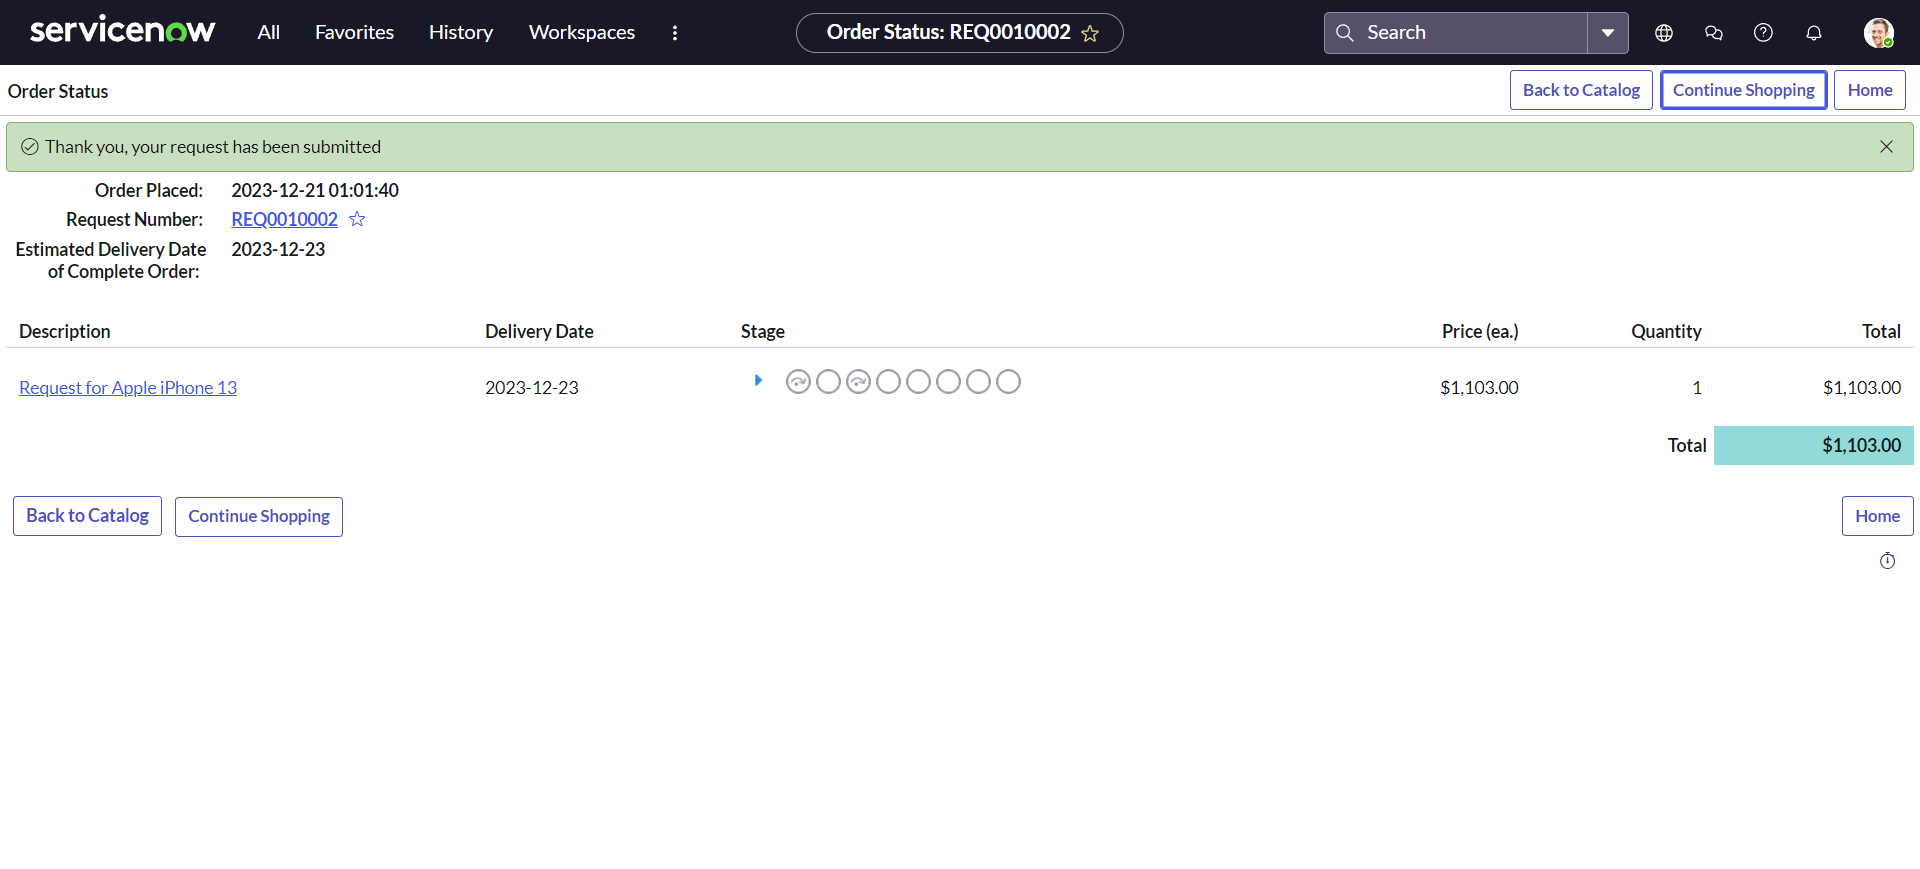 servicenow All Favorites History Workspaces Order Status: REQ0010002 Search
Order Status Back to Catalog Continue Shopping Home
Thank you, your request has been submitted
Order Placed: 2023-12-21 01:01:40
Request Number: REQ0010002
Estimated Delivery Date 2023-12-23
of Complete Order:
Description Delivery Date Stage Price (ea.) Quantity Total
Request for Apple iPhone 13 2023-12-23 $1,103.00 1 $1,103.00
Total $1,103.00
Back to Catalog Continue Shopping Home